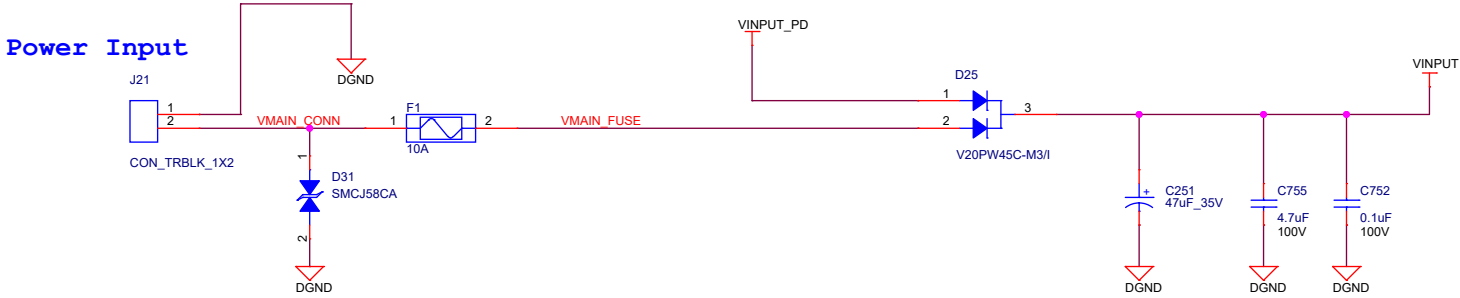 Power Input
J21
1
2
CON_TRBLK_1X2
DGND
VMAIN_CONN
1
F1
2
10A
VMAIN_FUSE
1
D31
SMCJ58CA
2
DGND
VINPUT_PD
D25
1
2
3
V20PW45C-M3/I
VINPUT
C251
47uF_35V
DGND
C755
4.7uF
100V
DGND
C752
0.1uF
100V
DGND